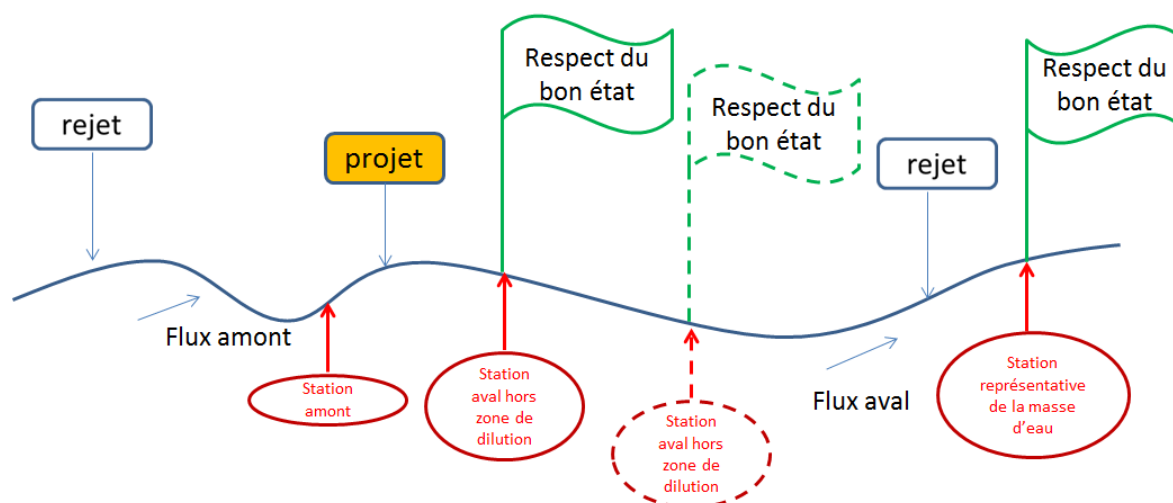 Respect du
bon état
Respect du
bon état
Respect du
bon état
rejet
projet
rejet
Flux amont
Flux aval
Station
amont
Station
aval hors
zone de
dilution
Station
aval hors
zone de
dilution
Station
représentative
de la masse
d'eau